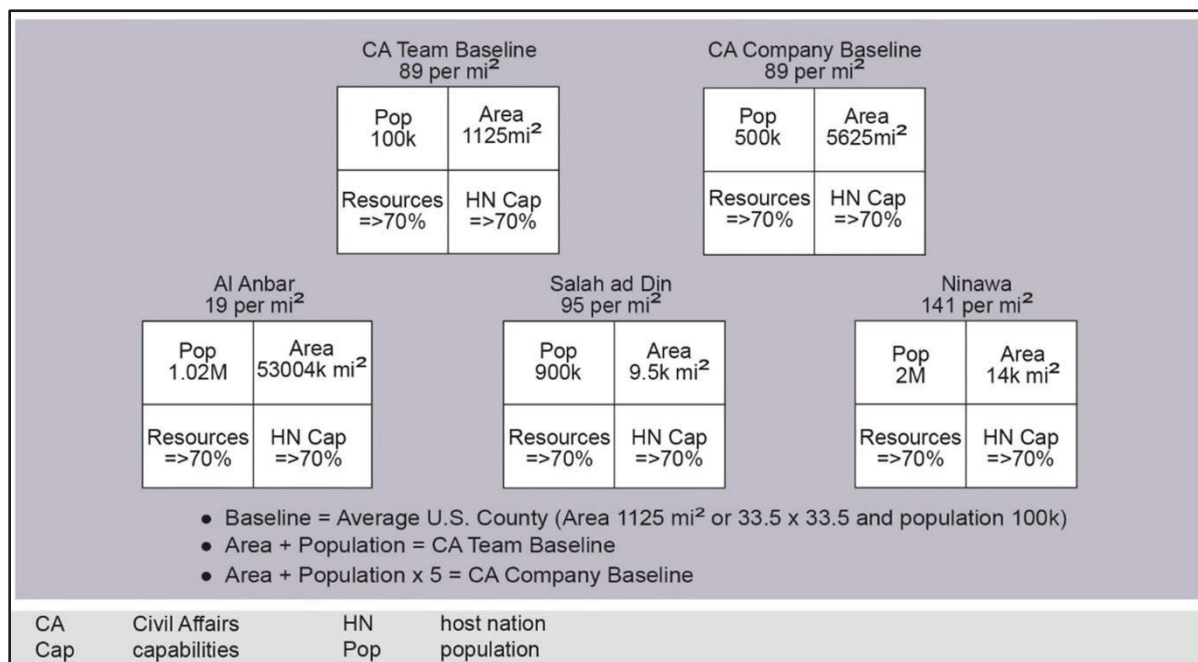 CA Team Baseline
89 per mi²
Pop
100k
Area
1125mi²
Resources
=>70%
HN Cap
=>70%
CA Company Baseline
89 per mi²
Pop
500k
Area
5625mi²
Resources
=>70%
HN Cap
=>70%
Al Anbar
19 per mi²
Pop
1.02M
Area
53004k mi²
Resources
=>70%
HN Cap
=>70%
Salah ad Din
95 per mi²
Pop
900k
Area
9.5k mi²
Resources
=>70%
HN Cap
=>70%
Ninawa
141 per mi²
Pop
2M
Area
14k mi²
Resources
=>70%
HN Cap
=>70%
● Baseline = Average U.S. County (Area 1125 mi² or 33.5 x 33.5 and population 100k)
● Area + Population = CA Team Baseline
● Area + Population x 5 = CA Company Baseline
CA Civil Affairs HN host nation
Cap capabilities Pop population